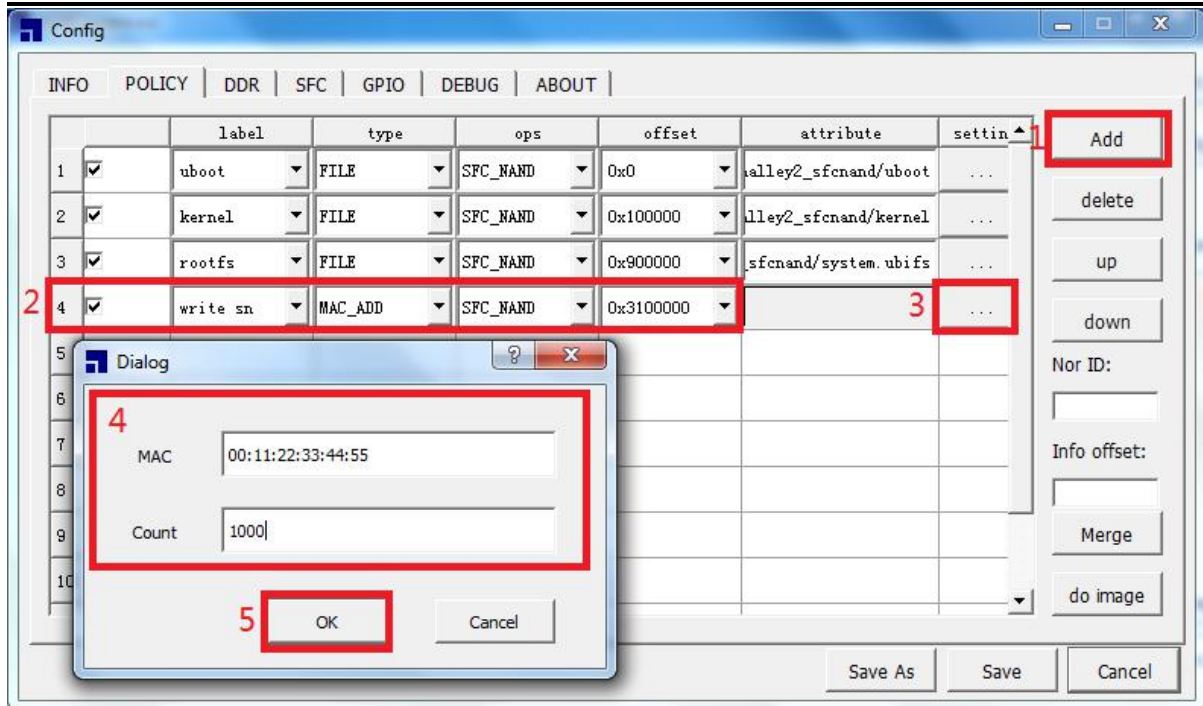 Config
INFO POLICY DDR SFC GPIO DEBUG ABOUT
label type ops offset attribute settin 1 Add
1 uboot FILE SFC_NAND 0x0 alley2_sfcnand/uboot ...
delete
2 kernel FILE SFC_NAND 0x100000 lley2_sfcnand/kernel ...
3 rootfs FILE SFC_NAND 0x900000 _sfcnand/system.ubifs ... up
2 4 write sn MAC_ADD SFC_NAND 0x3100000 3 ...
down
5 Dialog
Nor ID:
6
4
7 MAC 00:11:22:33:44:55 Info offset:
8
9 Count 1000 Merge
10
do image
5 OK Cancel
Save As Save Cancel